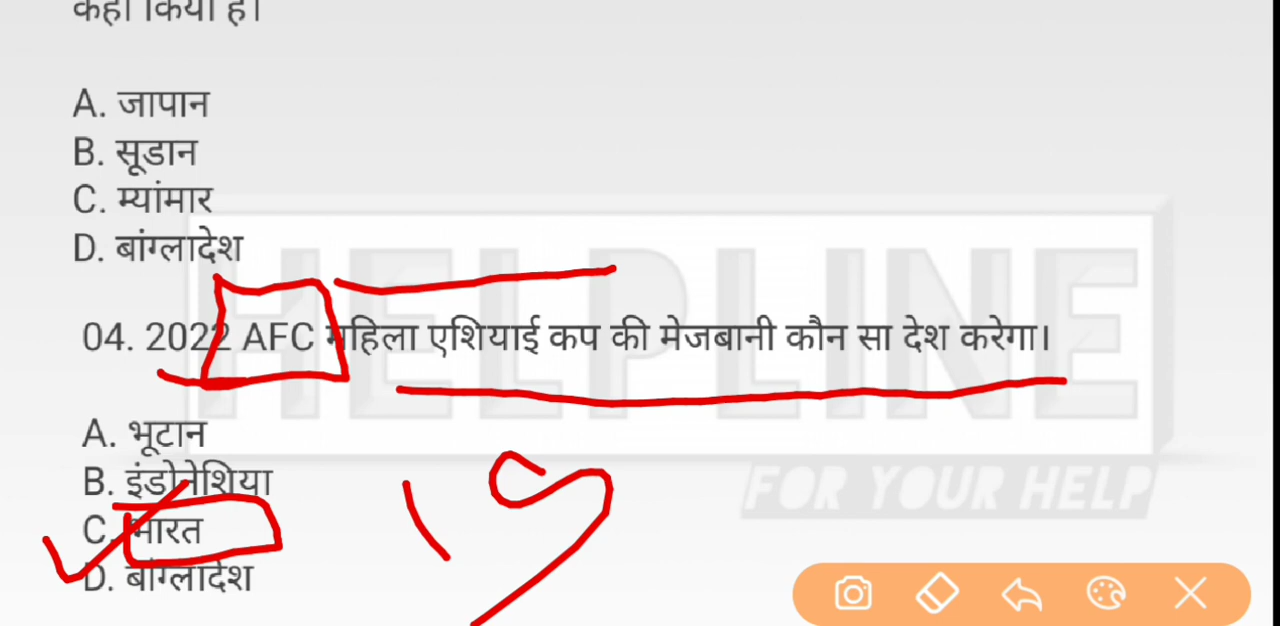 कहा किया है।
A. जापान
B. सूडान
C. म्यांमार
D. बांग्लादेश
04. 2022 AFC महिला एशियाई कप की मेजबानी कौन सा देश करेगा।
A. भूटान
B. इंडोनेशिया
C. भारत
D. बांग्लादेश
HELPLINE
FOR YOUR HELP